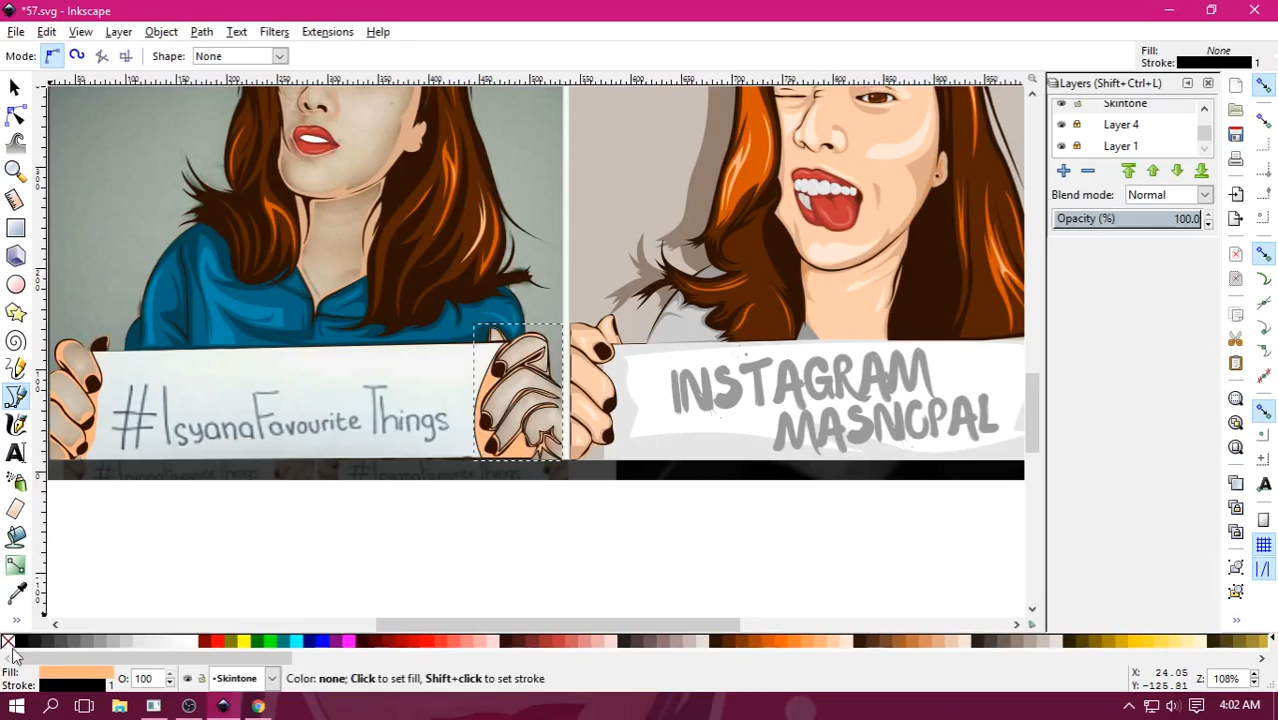 *57.svg - Inkscape
File Edit View Layer Object Path Text Filters Extensions Help
Mode: Shape: None Fill: None
Stroke: 1
Layers (Shift+Ctrl+L)
Skintone
Layer 4
Layer 1
Blend mode: Normal
Opacity (%) 100.0
#IsyanaFavouriteThings
INSTAGRAM
MASNOPAL
Fill: O: 100 •Skintone Color: none; Click to set fill, Shift+click to set stroke X: 24.05 Z: 108%
Stroke: 1 Y: -125.81
4:02 AM